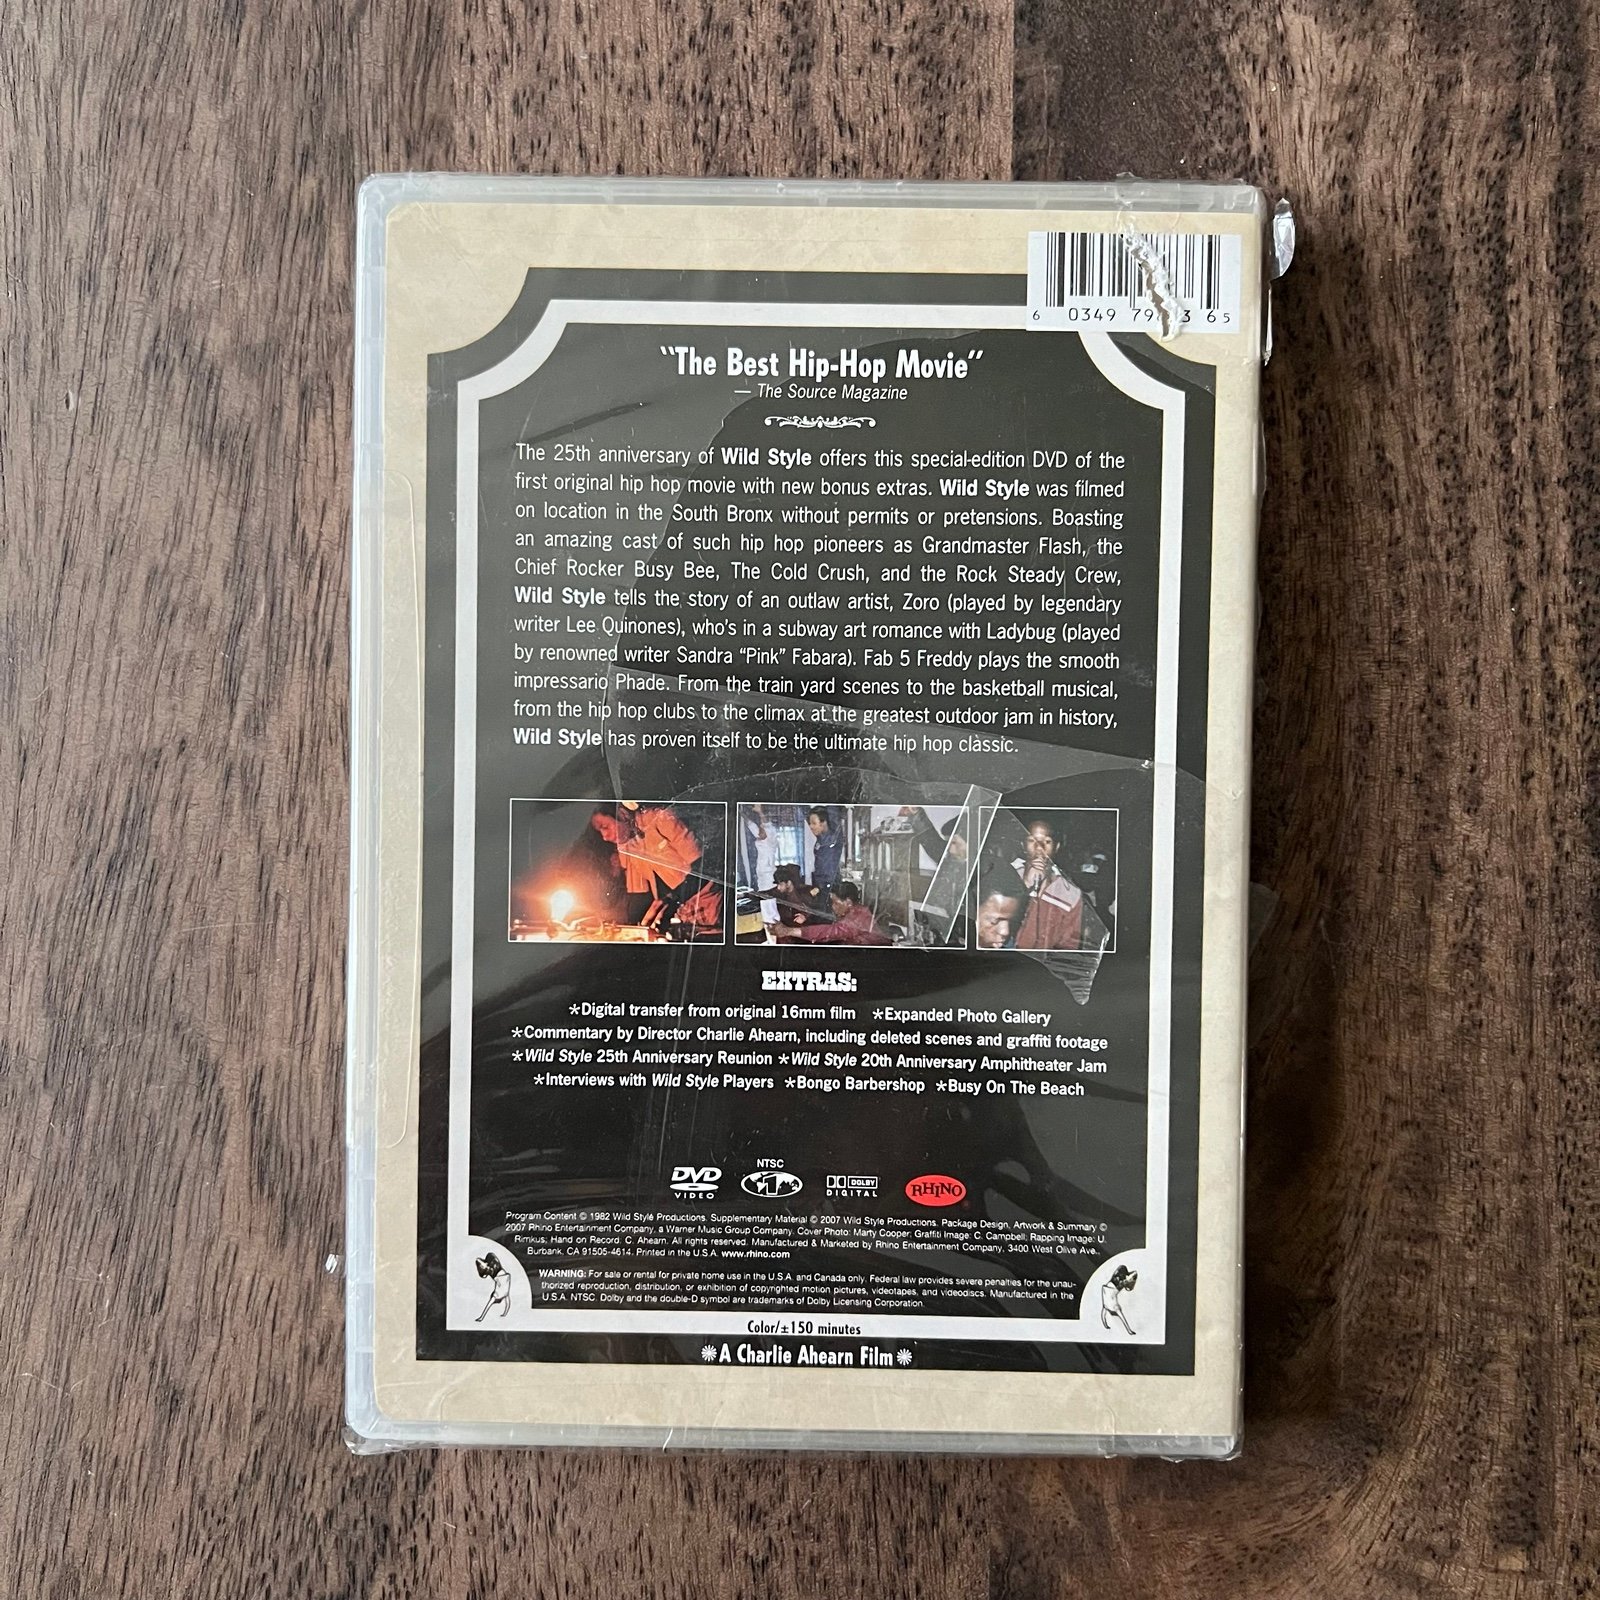 6 0349 79 3 6 5
"The Best Hip-Hop Movie"
— The Source Magazine
The 25th anniversary of Wild Style offers this special-edition DVD of the
first original hip hop movie with new bonus extras. Wild Style was filmed
on location in the South Bronx without permits or pretensions. Boasting
an amazing cast of such hip hop pioneers as Grandmaster Flash, the
Chief Rocker Busy Bee, The Cold Crush, and the Rock Steady Crew,
Wild Style tells the story of an outlaw artist, Zoro (played by legendary
writer Lee Quinones), who's in a subway art romance with Ladybug (played
by renowned writer Sandra "Pink" Fabara). Fab 5 Freddy plays the smooth
impressario Phade. From the train yard scenes to the basketball musical,
from the hip hop clubs to the climax at the greatest outdoor jam in history,
Wild Style has proven itself to be the ultimate hip hop classic.
EXTRAS:
*Digital transfer from original 16mm film *Expanded Photo Gallery
*Commentary by Director Charlie Ahearn, including deleted scenes and graffiti footage
*Wild Style 25th Anniversary Reunion *Wild Style 20th Anniversary Amphitheater Jam
*Interviews with Wild Style Players *Bongo Barbershop *Busy On The Beach
DVD VIDEO
NTSC 1
DOLBY DIGITAL
RHINO
Program Content © 1982 Wild Style Productions. Supplementary Material © 2007 Wild Style Productions. Package Design, Artwork & Summary ©
2007 Rhino Entertainment Company, a Warner Music Group Company. Cover Photo: Marty Cooper; Graffiti Image: C. Campbell; Rapping Image: U.
Rimkus; Hand on Record: C. Ahearn. All rights reserved. Manufactured & Marketed by Rhino Entertainment Company, 3400 West Olive Ave.,
Burbank, CA 91505-4614. Printed in the U.S.A. www.rhino.com
WARNING: For sale or rental for private home use in the U.S.A. and Canada only. Federal law provides severe penalties for the unau-
thorized reproduction, distribution, or exhibition of copyrighted motion pictures, videotapes, and videodiscs. Manufactured in the
U.S.A. NTSC. Dolby and the double-D symbol are trademarks of Dolby Licensing Corporation.
Color/±150 minutes
A Charlie Ahearn Film